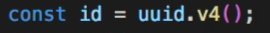 const id = uuid.v4();